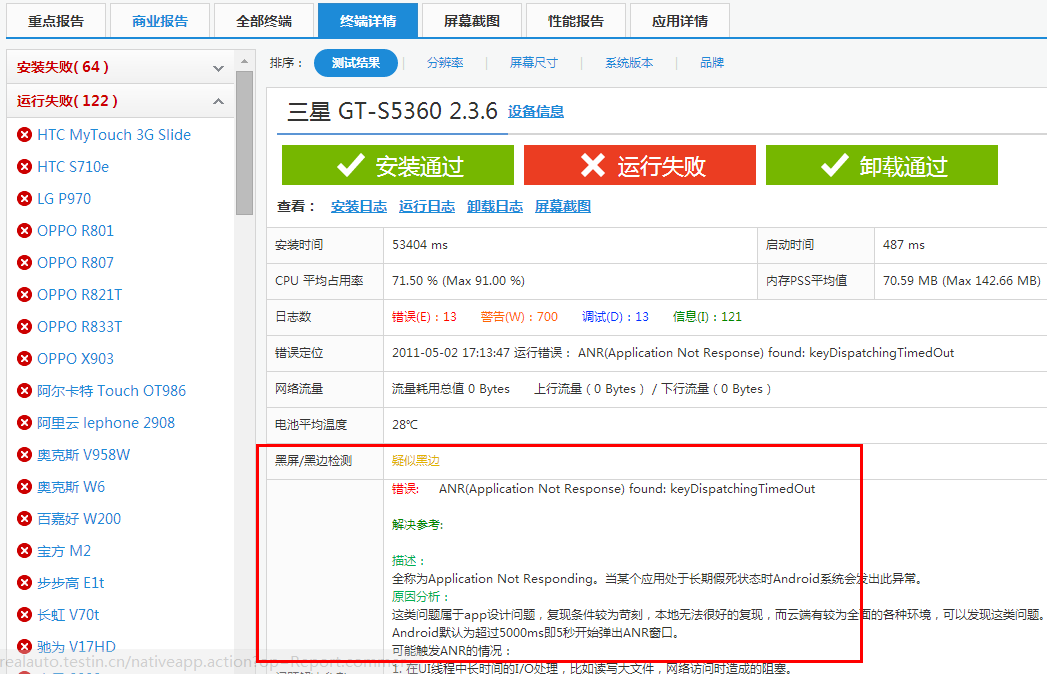 重点报告 商业报告 全部终端 终端详情 屏幕截图 性能报告 应用详情
安装失败( 64 )
运行失败( 122 )
HTC MyTouch 3G Slide
HTC S710e
LG P970
OPPO R801
OPPO R807
OPPO R821T
OPPO R833T
OPPO X903
阿尔卡特 Touch OT986
阿里云 lephone 2908
奥克斯 V958W
奥克斯 W6
百嘉好 W200
宝方 M2
步步高 E1t
长虹 V70t
驰为 V17HD
排序： 测试结果 分辨率 屏幕尺寸 系统版本 品牌
三星 GT-S5360 2.3.6 设备信息
安装通过 运行失败 卸载通过
查看： 安装日志 运行日志 卸载日志 屏幕截图
安装时间 53404 ms 启动时间 487 ms
CPU 平均占用率 71.50 % (Max 91.00 %) 内存PSS平均值 70.59 MB (Max 142.66 MB)
日志数 错误(E)：13 警告(W)：700 调试(D)：13 信息(I)：121
错误定位 2011-05-02 17:13:47 运行错误： ANR(Application Not Response) found: keyDispatchingTimedOut
网络流量 流量耗用总值 0 Bytes 上行流量 ( 0 Bytes ) / 下行流量 ( 0 Bytes )
电池平均温度 28℃
黑屏/黑边检测 疑似黑边
错误: ANR(Application Not Response) found: keyDispatchingTimedOut
解决参考:
描述：
全称为Application Not Responding。当某个应用处于长期假死状态时Android系统会发出此异常。
原因分析：
这类问题属于app设计问题，复现条件较为苛刻，本地无法很好的复现，而云端有较为全面的各种环境，可以发现这类问题。
Android默认为超过5000ms即5秒开始弹出ANR窗口。
可能触发ANR的情况：
1. 在UI线程中长时间的I/O处理，比如读写大文件，网络访问时造成的阻塞。
realauto.testin.cn/nativeapp.action?op=Report.comm